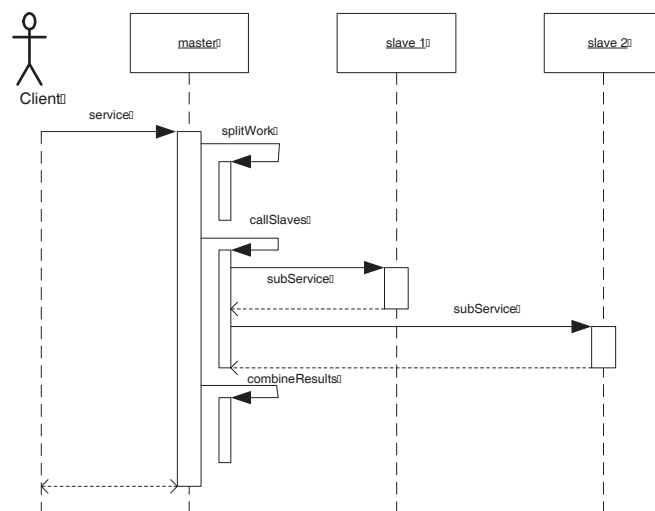 master
slave 1
slave 2
Client
service
splitWork
callSlaves
subService
subService
combineResults